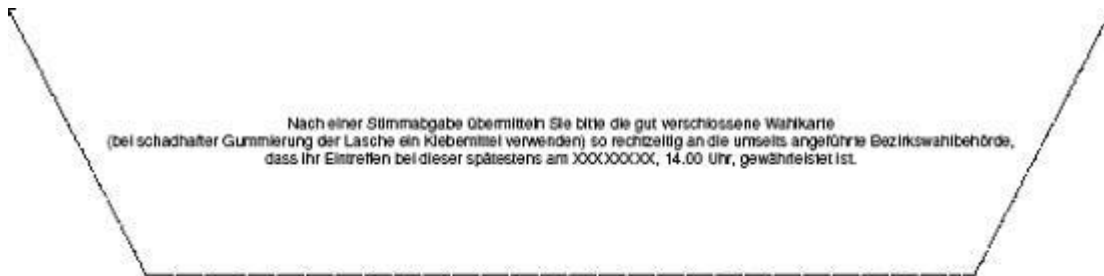 Nach einer Stimmabgabe übermitteln Sie bitte die gut verschlossene Wahlkarte
(bei schadhafter Gummierung der Lasche ein Klebemittel verwenden) so rechtzeitig an die umseits angeführte Bezirkswahlbehörde,
dass ihr Eintreffen bei dieser spätestens am XXXXXXXXX, 14.00 Uhr, gewährleistet ist.